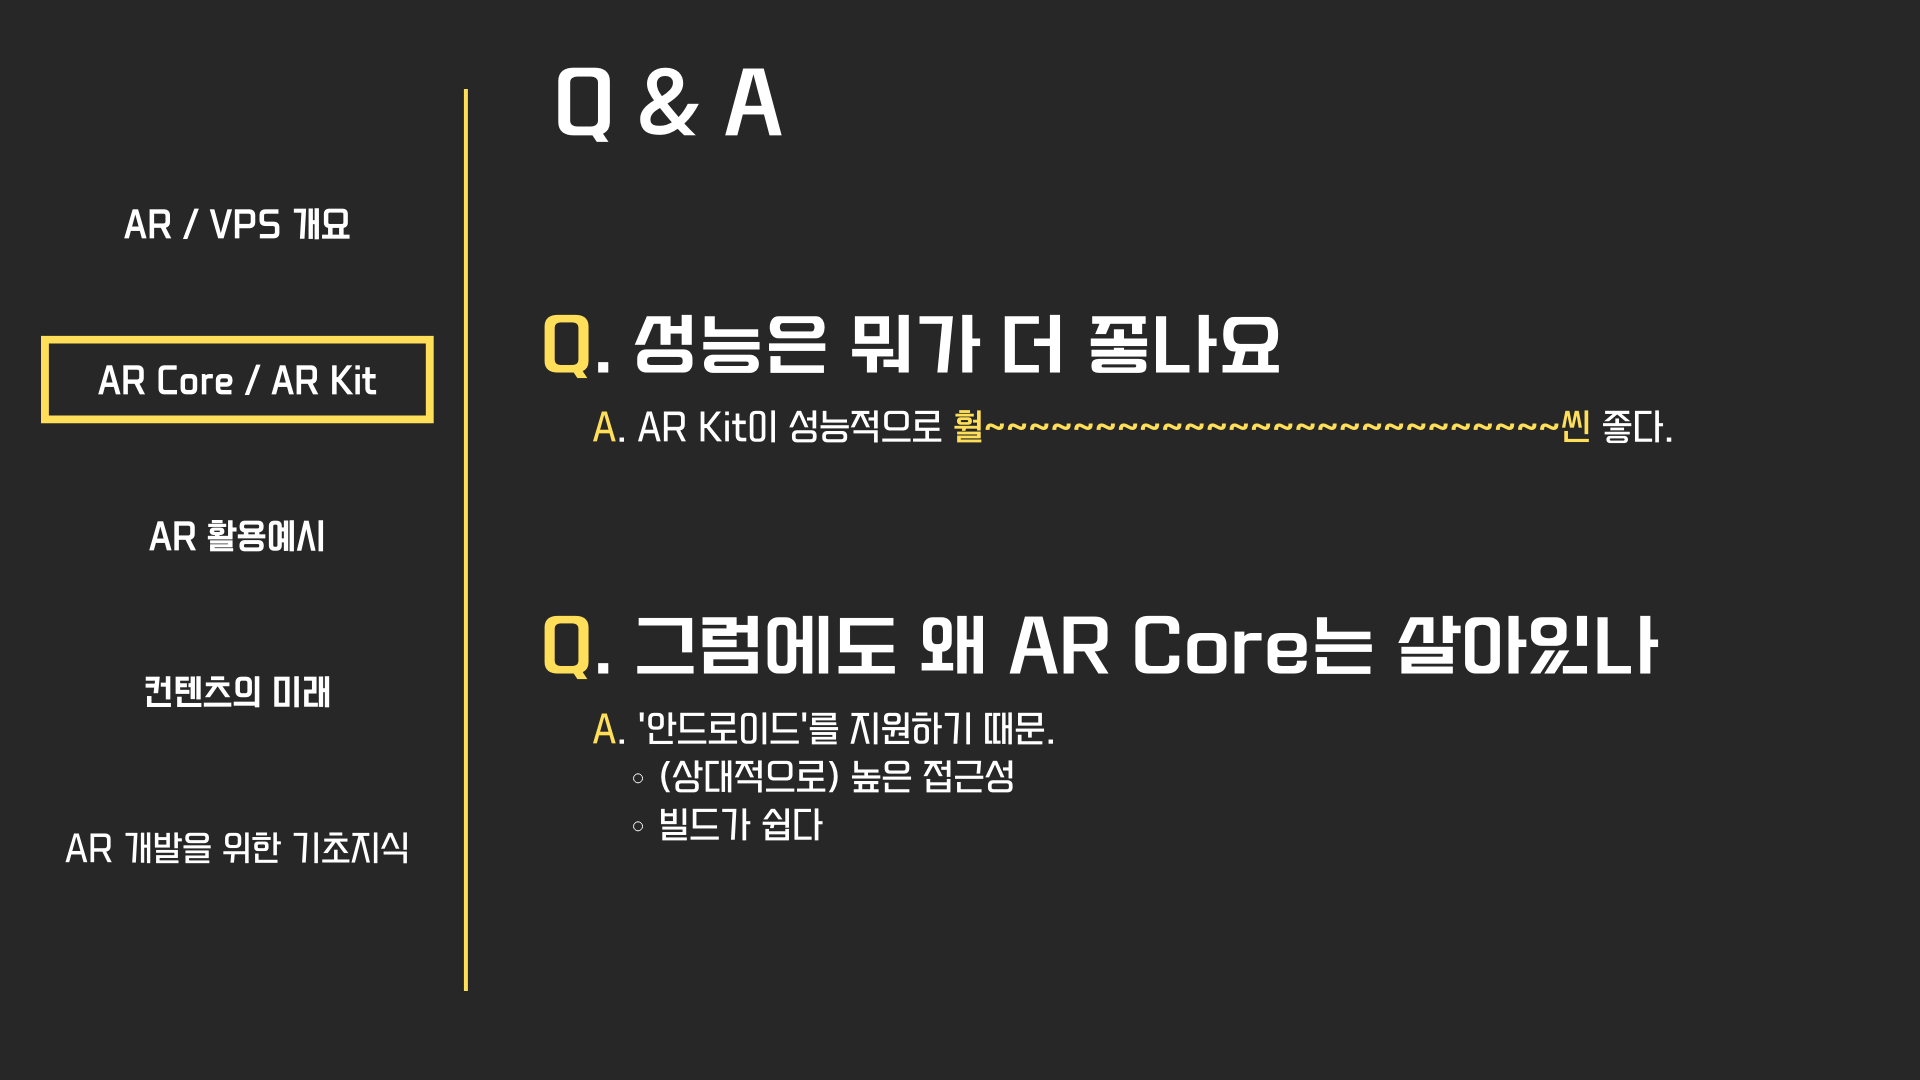 Q & A
AR / VPS 개요
AR Core / AR Kit
AR 활용예시
컨텐츠의 미래
AR 개발을 위한 기초지식
Q. 성능은 뭐가 더 좋나요
A. AR Kit이 성능적으로 훨~~~~~~~~~~~~~~~~~~~~~~~~~~씬 좋다.
Q. 그럼에도 왜 AR Core는 살아있나
A. '안드로이드'를 지원하기 때문.
○ (상대적으로) 높은 접근성
○ 빌드가 쉽다